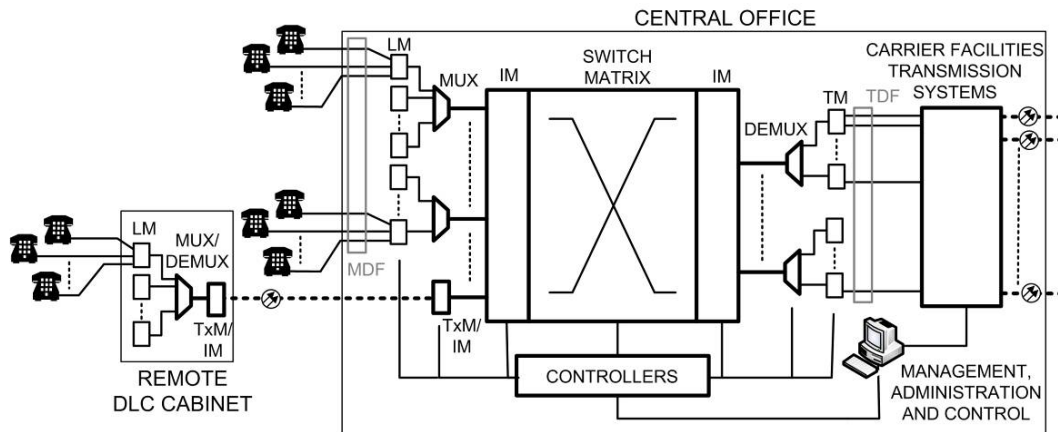 CENTRAL OFFICE
LM
MUX
IM
SWITCH
MATRIX
IM
CARRIER FACILITIES
TRANSMISSION
SYSTEMS
TM
TDF
DEMUX
LM
MUX/
DEMUX
MDF
TxM/
IM
TxM/
IM
REMOTE
DLC CABINET
CONTROLLERS
MANAGEMENT,
ADMINISTRATION
AND CONTROL